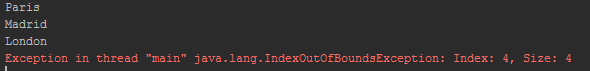 Paris
Madrid
London
Exception in thread "main" java.lang.IndexOutOfBoundsException: Index: 4, Size: 4